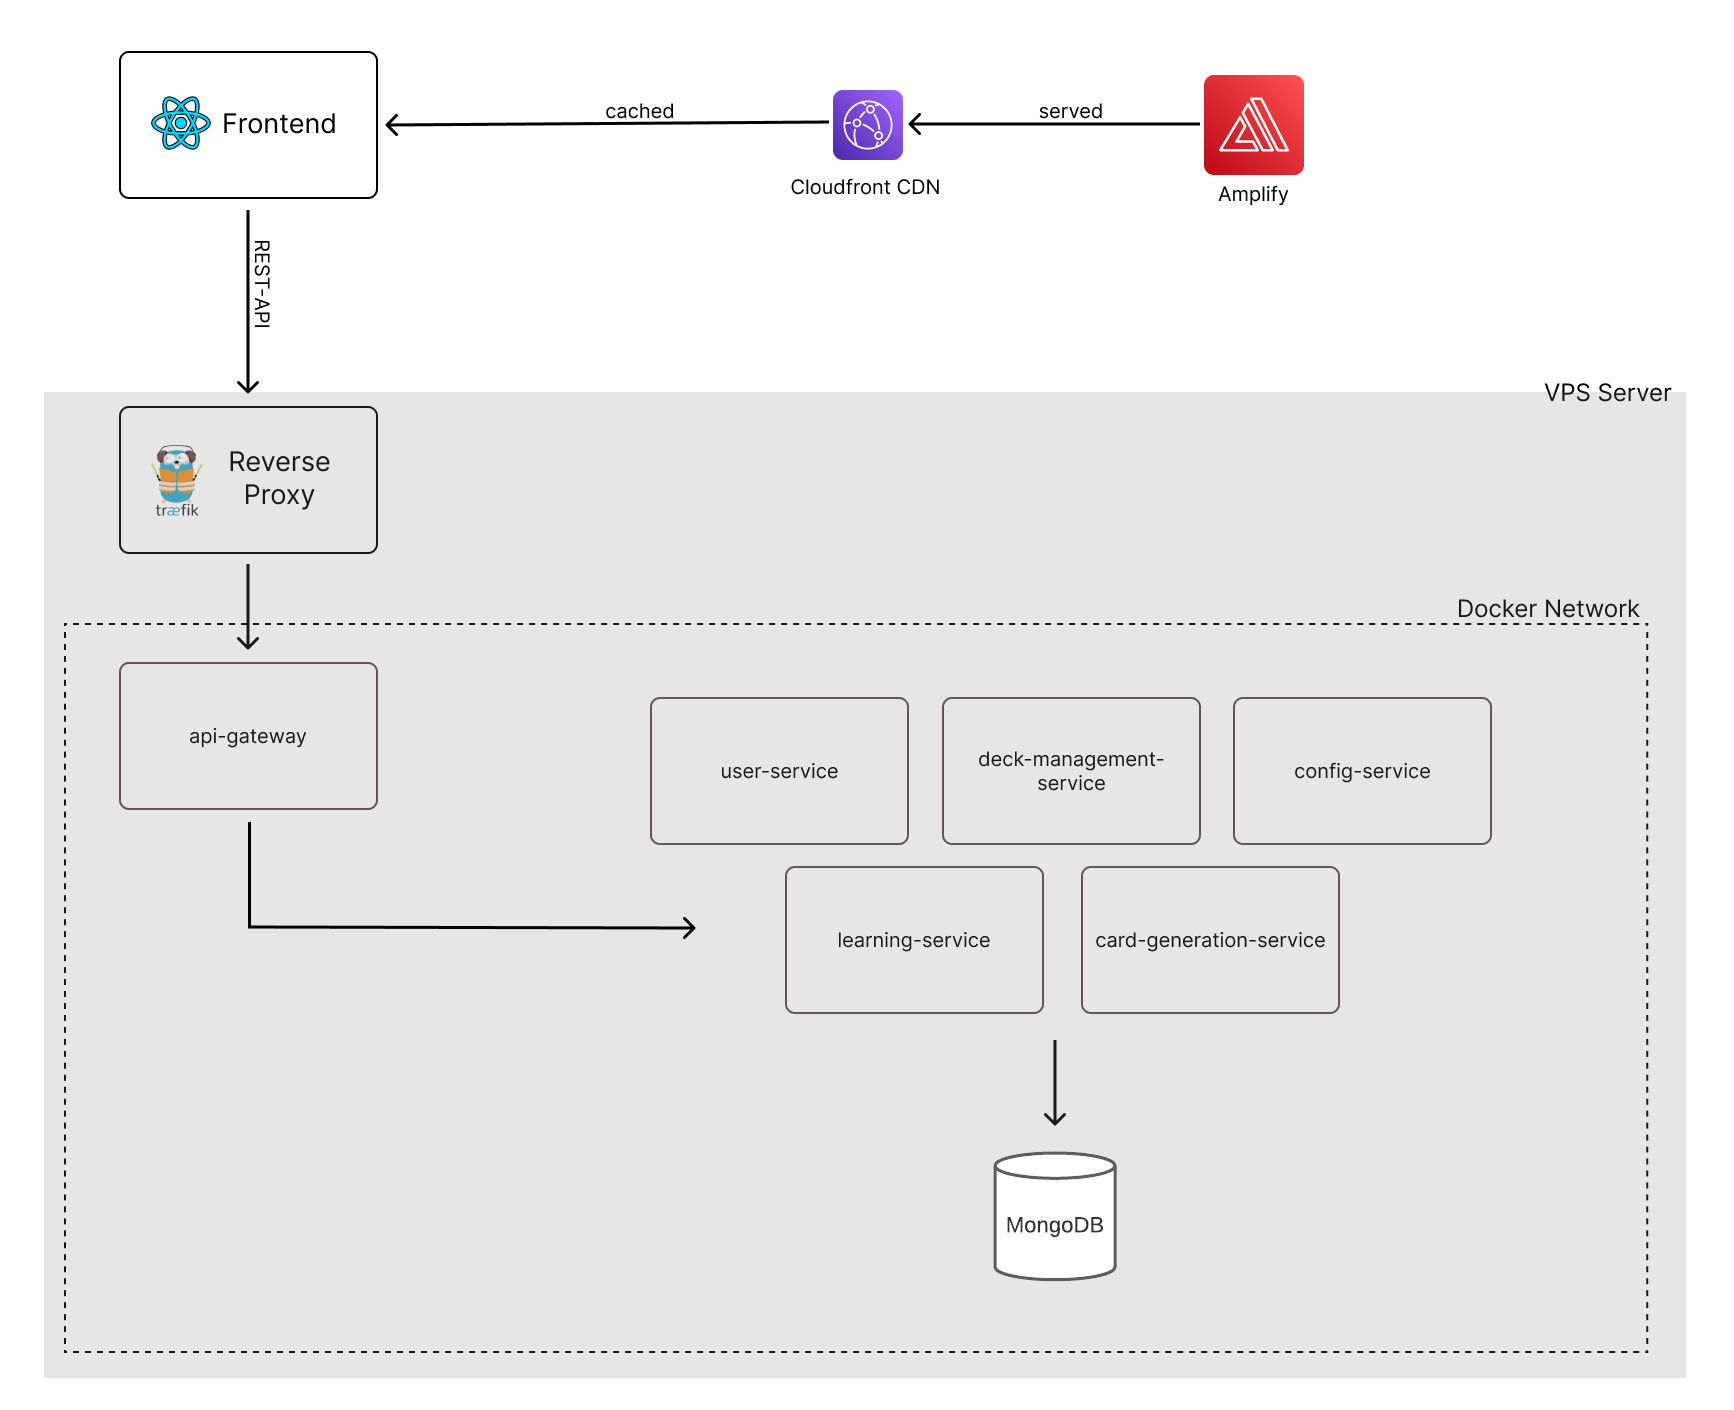 Frontend
cached
served
Cloudfront CDN
Amplify
REST-API
VPS Server
Reverse
Proxy
træfik
Docker Network
api-gateway
user-service
deck-management-
service
config-service
learning-service
card-generation-service
MongoDB